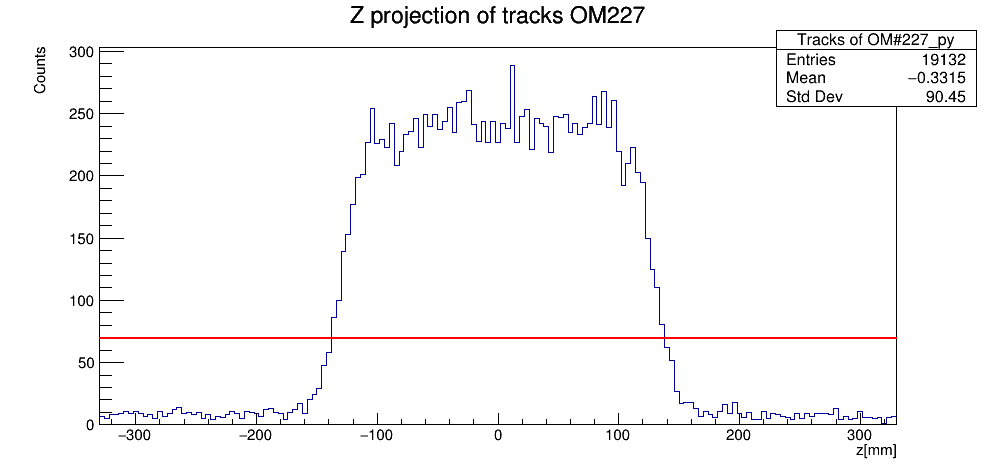 Z projection of tracks OM227
Tracks of OM#227_py
Entries 19132
Mean −0.3315
Std Dev 90.45
Counts
300
250
200
150
100
50
0
−300 −200 −100 0 100 200 300
z[mm]